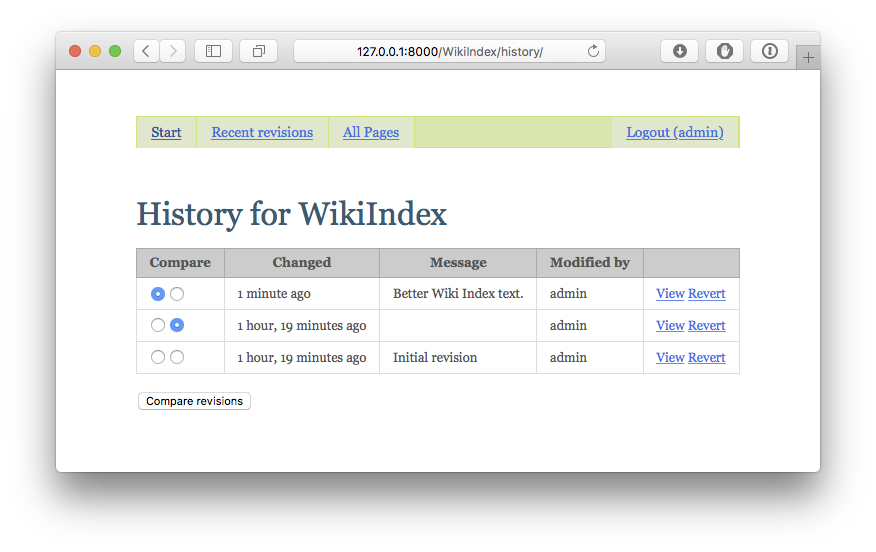 127.0.0.1:8000/WikiIndex/history/
Start Recent revisions All Pages Logout (admin)
History for WikiIndex
Compare Changed Message Modified by
1 minute ago Better Wiki Index text. admin View Revert
1 hour, 19 minutes ago admin View Revert
1 hour, 19 minutes ago Initial revision admin View Revert
Compare revisions